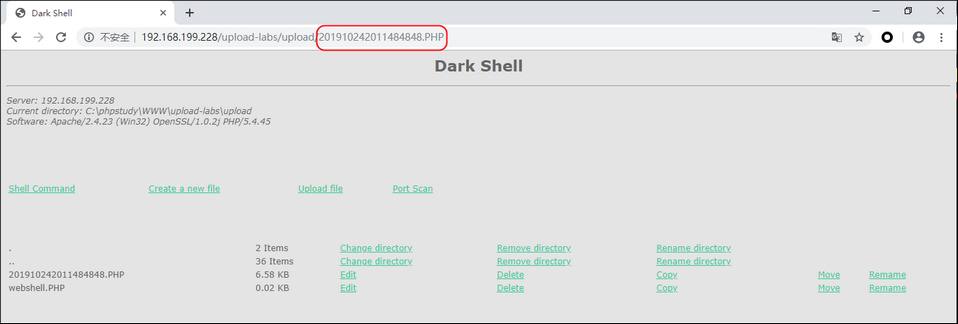 Dark Shell
不安全 | 192.168.199.228/upload-labs/upload/201910242011484848.PHP
Dark Shell
Server: 192.168.199.228
Current directory: C:\phpstudy\WWW\upload-labs\upload
Software: Apache/2.4.23 (Win32) OpenSSL/1.0.2j PHP/5.4.45
Shell Command Create a new file Upload file Port Scan
. 2 Items Change directory Remove directory Rename directory
.. 36 Items Change directory Remove directory Rename directory
201910242011484848.PHP 6.58 KB Edit Delete Copy Move Rename
webshell.PHP 0.02 KB Edit Delete Copy Move Rename